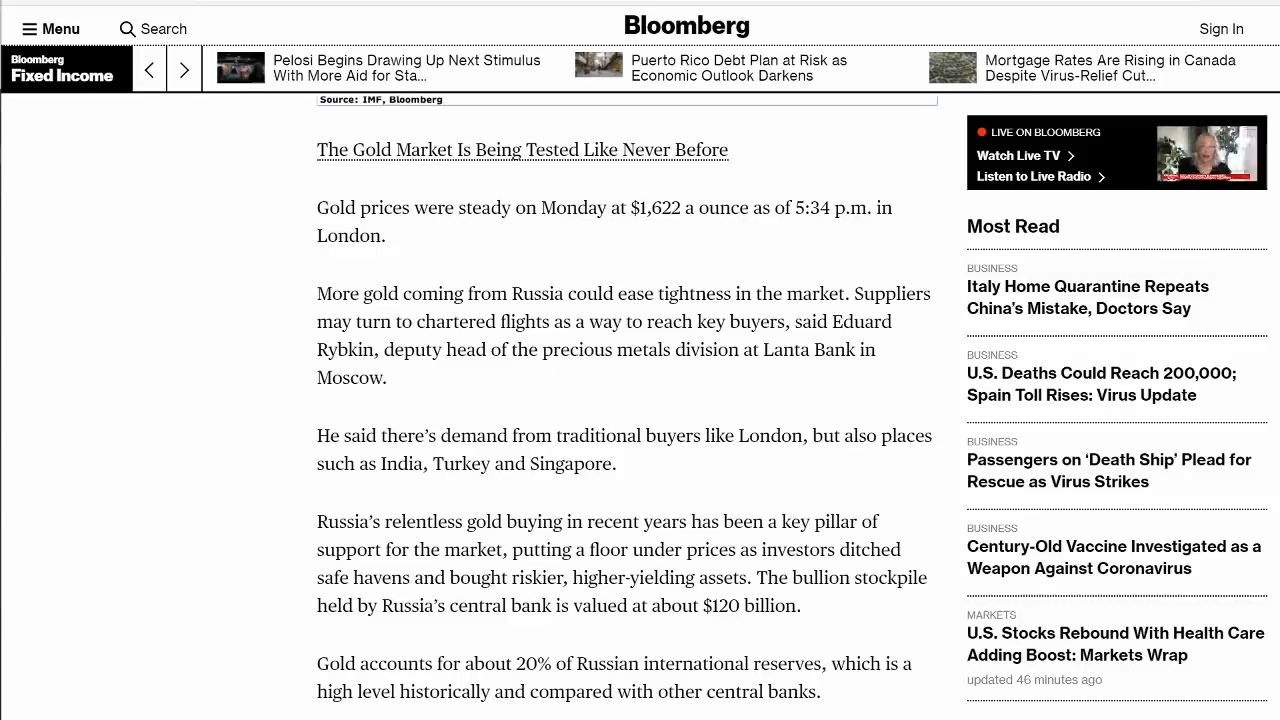 Menu
Search
Bloomberg
Sign In
Bloomberg
Fixed Income
Pelosi Begins Drawing Up Next Stimulus
With More Aid for Sta...
Puerto Rico Debt Plan at Risk as
Economic Outlook Darkens
Mortgage Rates Are Rising in Canada
Despite Virus-Relief Cut...
Source: IMF, Bloomberg
The Gold Market Is Being Tested Like Never Before
Gold prices were steady on Monday at $1,622 a ounce as of 5:34 p.m. in
London.
More gold coming from Russia could ease tightness in the market. Suppliers
may turn to chartered flights as a way to reach key buyers, said Eduard
Rybkin, deputy head of the precious metals division at Lanta Bank in
Moscow.
He said there’s demand from traditional buyers like London, but also places
such as India, Turkey and Singapore.
Russia’s relentless gold buying in recent years has been a key pillar of
support for the market, putting a floor under prices as investors ditched
safe havens and bought riskier, higher-yielding assets. The bullion stockpile
held by Russia’s central bank is valued at about $120 billion.
Gold accounts for about 20% of Russian international reserves, which is a
high level historically and compared with other central banks.
LIVE ON BLOOMBERG
Watch Live TV
Listen to Live Radio
Most Read
BUSINESS
Italy Home Quarantine Repeats
China’s Mistake, Doctors Say
BUSINESS
U.S. Deaths Could Reach 200,000;
Spain Toll Rises: Virus Update
BUSINESS
Passengers on ‘Death Ship’ Plead for
Rescue as Virus Strikes
BUSINESS
Century-Old Vaccine Investigated as a
Weapon Against Coronavirus
MARKETS
U.S. Stocks Rebound With Health Care
Adding Boost: Markets Wrap
updated 46 minutes ago